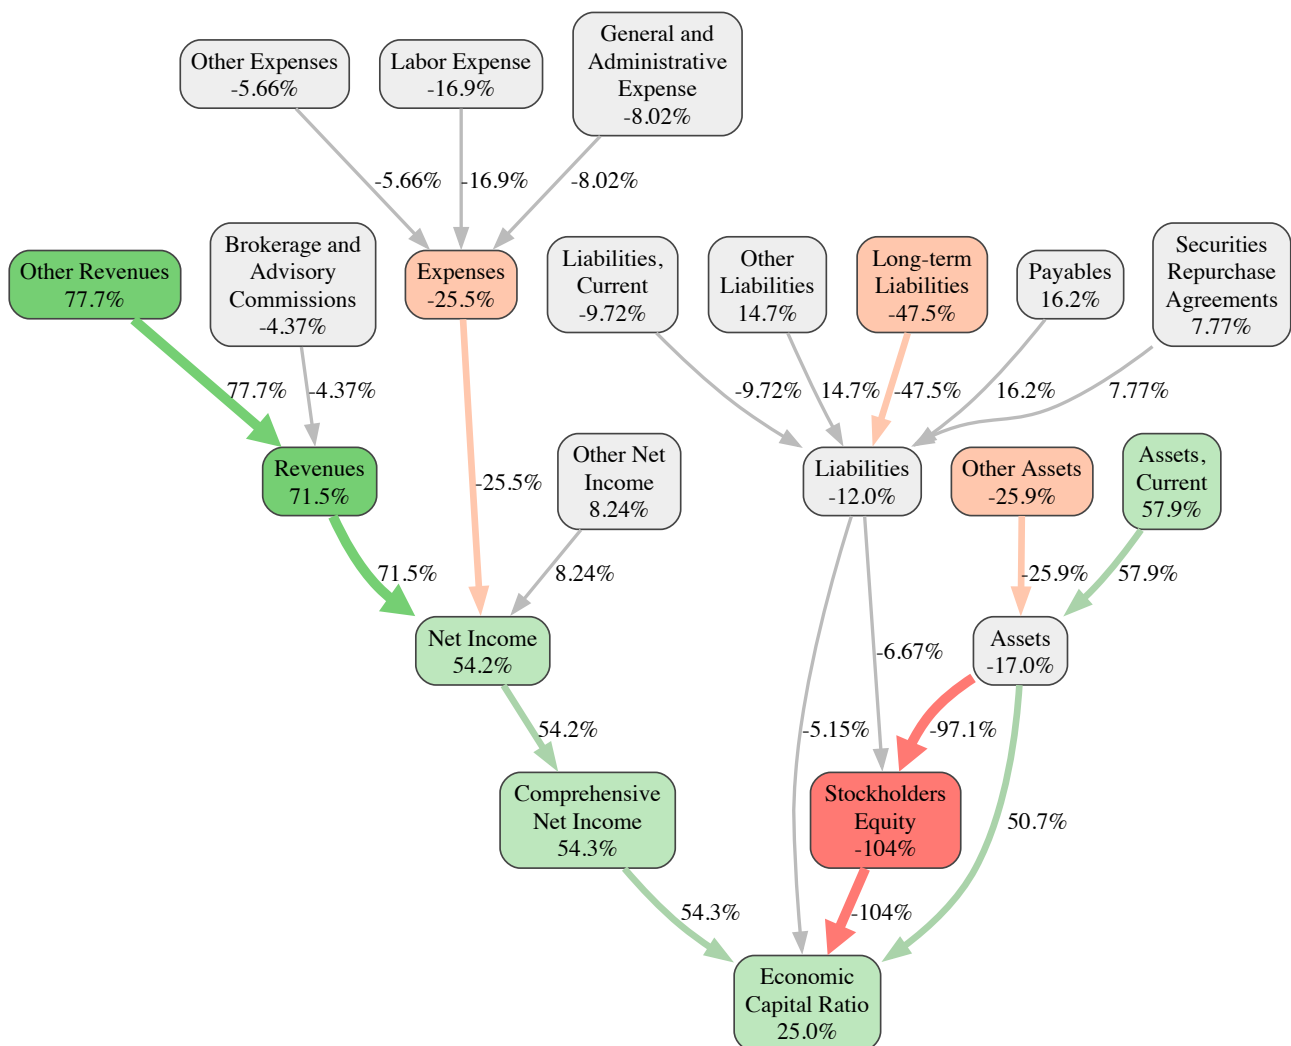 General and
Administrative
Expense
-8.02%
Other Expenses
-5.66%
Labor Expense
-16.9%
-5.66%
-16.9%
-8.02%
Other Revenues
77.7%
Brokerage and
Advisory
Commissions
-4.37%
Expenses
-25.5%
Liabilities,
Current
-9.72%
Other
Liabilities
14.7%
Long-term
Liabilities
-47.5%
Payables
16.2%
Securities
Repurchase
Agreements
7.77%
77.7%
-4.37%
-9.72%
14.7%
-47.5%
16.2%
7.77%
Revenues
71.5%
-25.5%
Other Net
Income
8.24%
Liabilities
-12.0%
Other Assets
-25.9%
Assets,
Current
57.9%
71.5%
8.24%
-25.9%
57.9%
Net Income
54.2%
-6.67%
Assets
-17.0%
54.2%
-5.15%
-97.1%
Comprehensive
Net Income
54.3%
Stockholders
Equity
-104%
50.7%
54.3%
-104%
Economic
Capital Ratio
25.0%